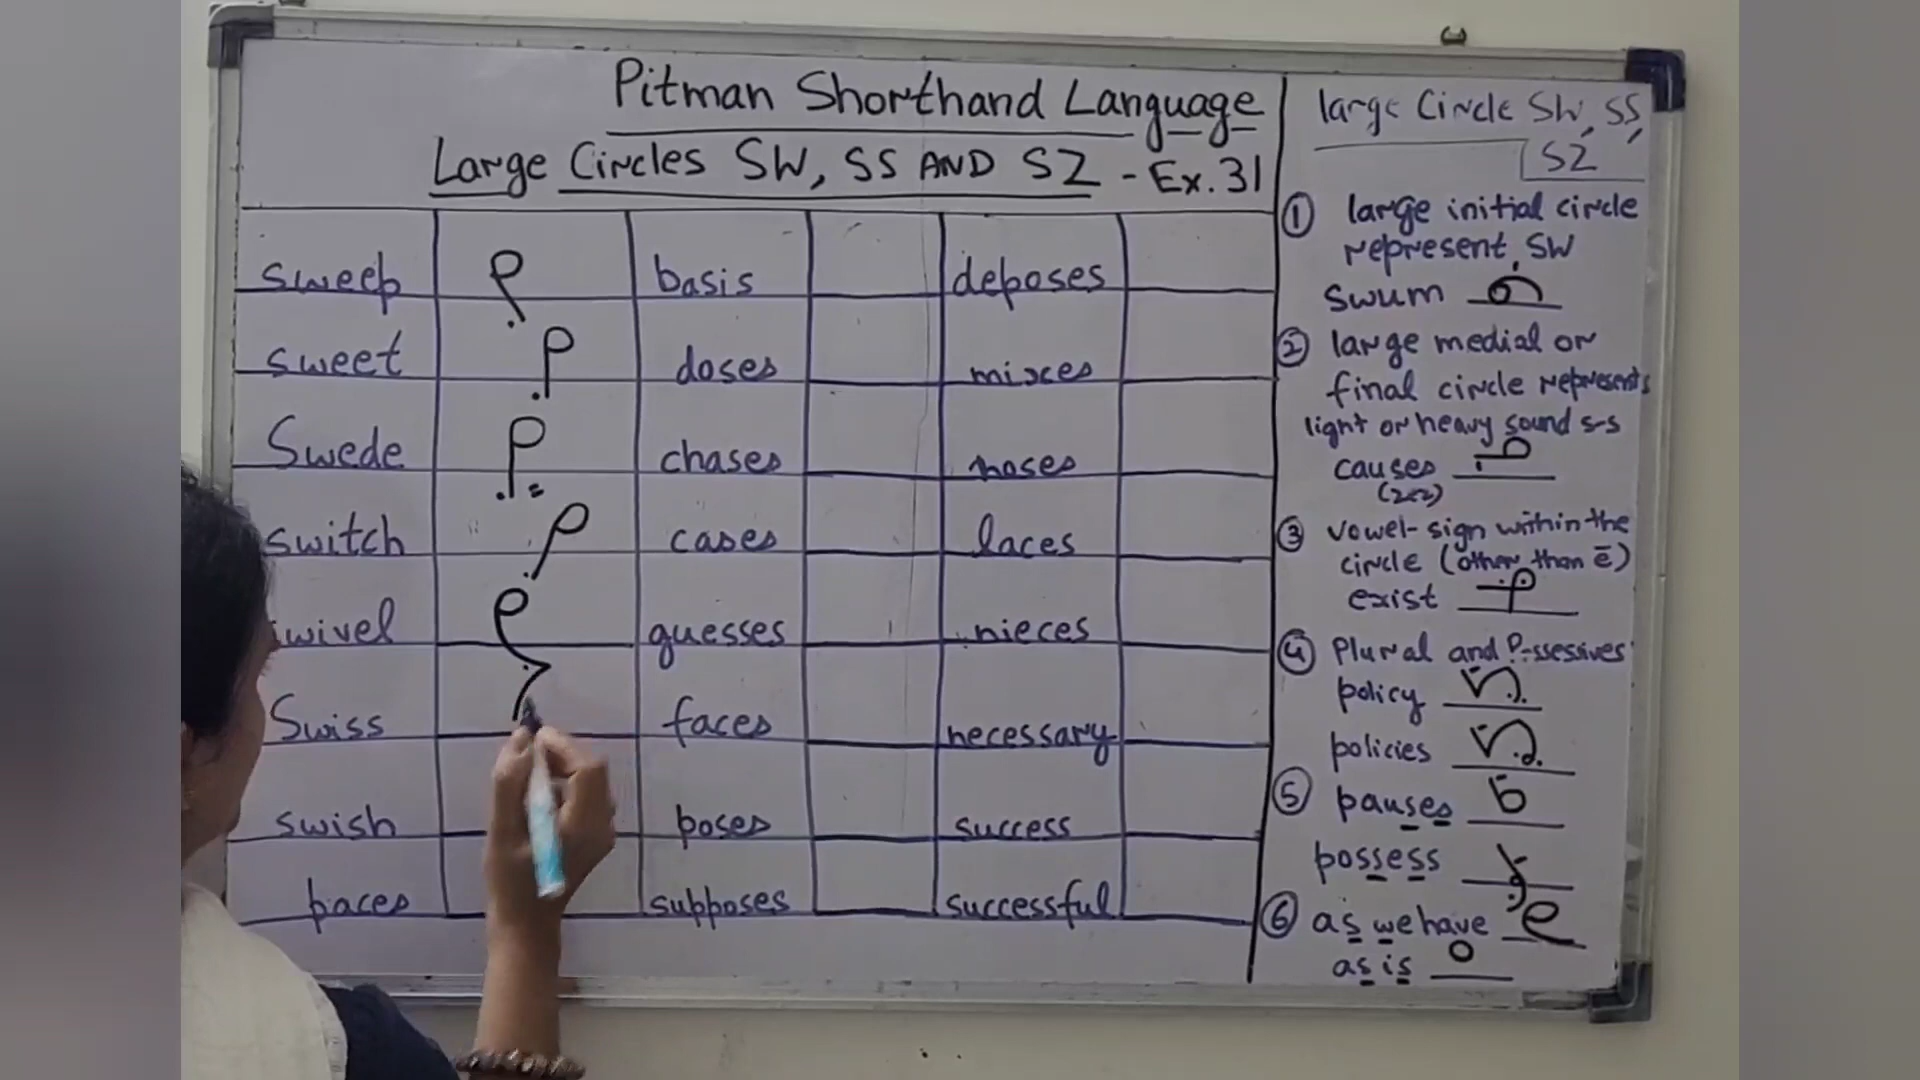 Pitman Shorthand Language
Large Circles SW, SS AND SZ - Ex. 31
sweep basis deposes
sweet doses mixes
Swede chases noses
switch cases laces
wivel guesses nieces
Swiss faces necessary
swish poses success
paces supposes successful
large Circle SW, SS,
SZ
① large initial circle
represent SW
Swum
② large medial or
final circle represents
light or heavy sound s-s
causes
(zez)
③ vowel-sign within the
circle (other than ē)
exist
④ Plural and Possessives
policy
policies
⑤ pauses
possess
⑥ as we have
as is